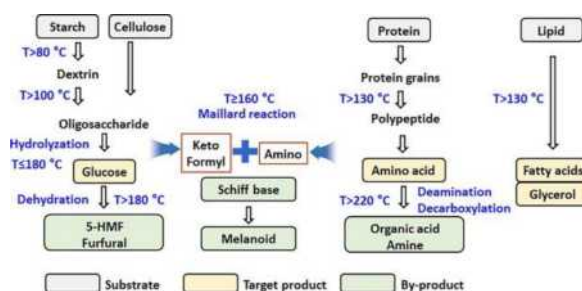 Starch
Cellulose
T>80 °C
Dextrin
T>100 °C
Oligosaccharide
Hydrolyzation
T≤180 °C
Glucose
Dehydration
T>180 °C
5-HMF
Furfural
T≥160 °C
Maillard reaction
Keto
Formyl
Amino
Schiff base
Melanoid
Protein
Protein grains
T>130 °C
Polypeptide
Amino acid
T>220 °C
Deamination
Decarboxylation
Organic acid
Amine
Lipid
T>130 °C
Fatty acids
Glycerol
Substrate
Target product
By-product